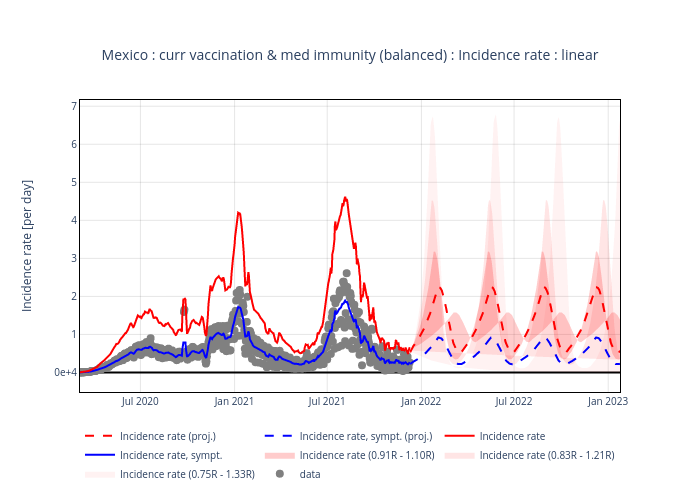 Mexico : curr vaccination & med immunity (balanced) : Incidence rate : linear
Incidence rate [per day]
7
6
5
4
3
2
1
0e+4
Jul 2020 Jan 2021 Jul 2021 Jan 2022 Jul 2022 Jan 2023
Incidence rate (proj.) Incidence rate, sympt. (proj.) Incidence rate
Incidence rate, sympt. Incidence rate (0.91R - 1.10R) Incidence rate (0.83R - 1.21R)
Incidence rate (0.75R - 1.33R) data